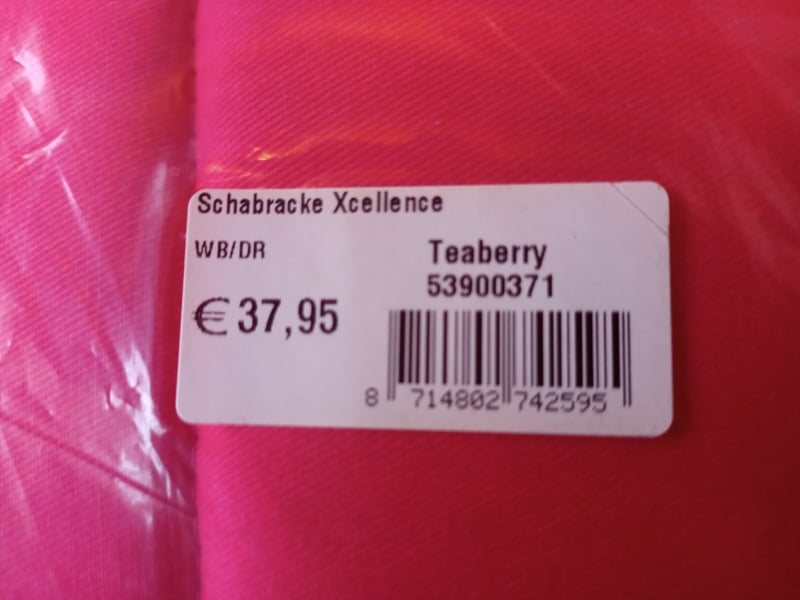 Schabracke Xcellence
WB/DR
Teaberry
53900371
€ 37,95
8 714802 742595